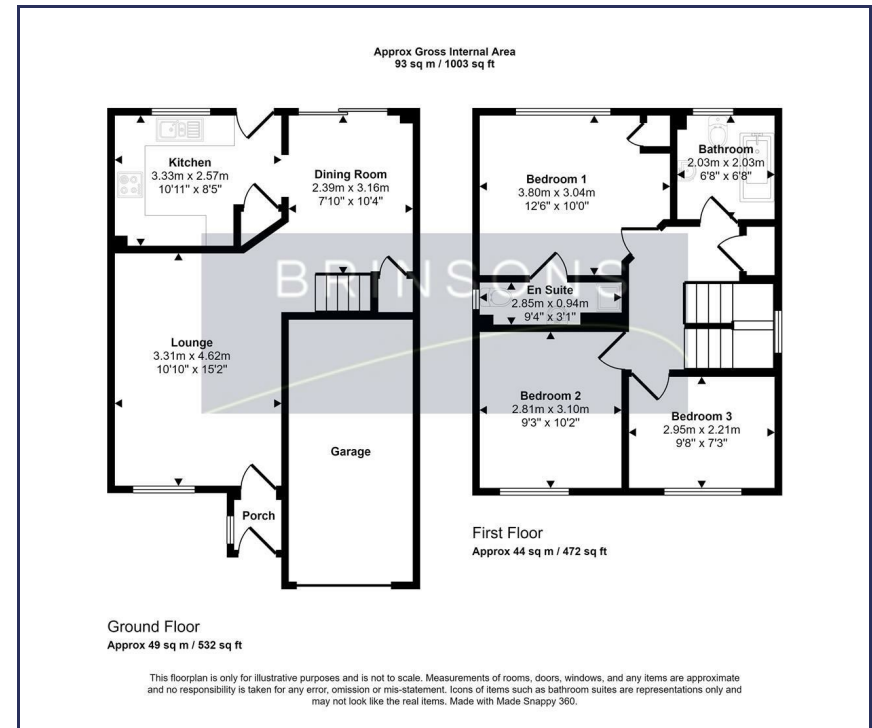 Approx Gross Internal Area
93 sq m / 1003 sq ft
Kitchen
3.33m x 2.57m
10'11" x 8'5"
Dining Room
2.39m x 3.16m
7'10" x 10'4"
Lounge
3.31m x 4.62m
10'10" x 15'2"
Garage
Porch
Ground Floor
Approx 49 sq m / 532 sq ft
Bedroom 1
3.80m x 3.04m
12'6" x 10'0"
Bathroom
2.03m x 2.03m
6'8" x 6'8"
En Suite
2.85m x 0.94m
9'4" x 3'1"
Bedroom 2
2.81m x 3.10m
9'3" x 10'2"
Bedroom 3
2.95m x 2.21m
9'8" x 7'3"
First Floor
Approx 44 sq m / 472 sq ft
BRINSONS
This floorplan is only for illustrative purposes and is not to scale. Measurements of rooms, doors, windows, and any items are approximate
and no responsibility is taken for any error, omission or mis-statement. Icons of items such as bathroom suites are representations only and
may not look like the real items. Made with Made Snappy 360.